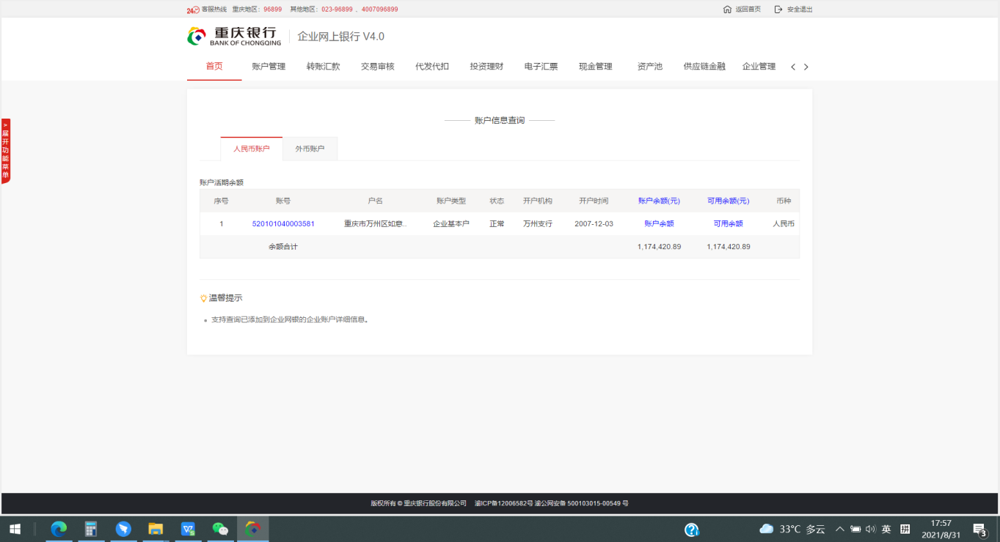 24h 客服热线 重庆地区：96899 其他地区：023-96899 、4007096899 返回首页 安全退出
重庆银行 企业网上银行 V4.0
BANK OF CHONGQING
首页 账户管理 转账汇款 交易审核 代发代扣 投资理财 电子汇票 现金管理 资产池 供应链金融 企业管理 < >
账户信息查询
> 展开功能菜单
人民币账户 外币账户
账户活期余额
序号 账号 户名 账户类型 状态 开户机构 开户时间 账户余额(元) 可用余额(元) 币种
1 520101040003581 重庆市万州区如意... 企业基本户 正常 万州支行 2007-12-03 账户余额 可用余额 人民币
余额合计 1,174,420.89 1,174,420.89
温馨提示
支持查询已添加到企业网银的企业账户详细信息。
版权所有 © 重庆银行股份有限公司 渝ICP备12006582号 渝公网安备 500103015-00549 号
33°C 多云 英 拼 17:57
2021/8/31 3